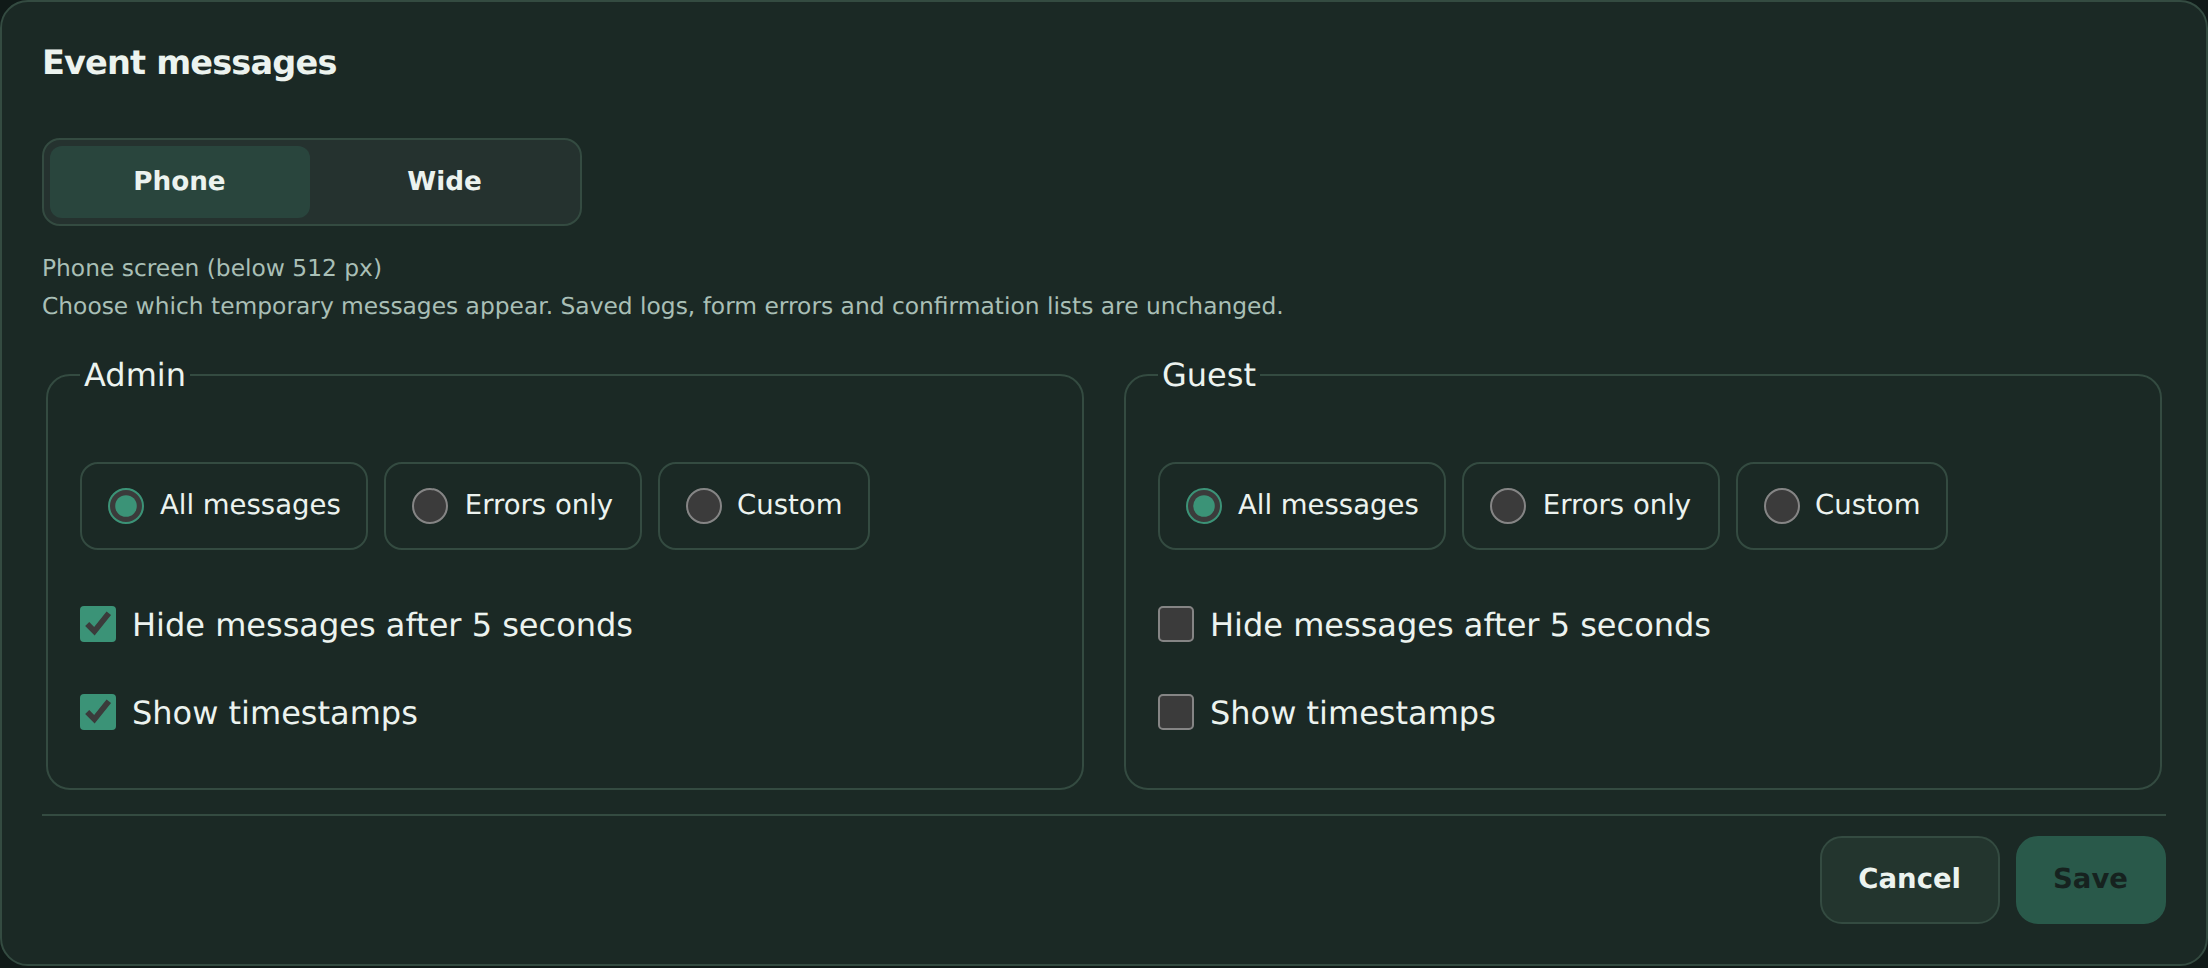 Event messages
Phone Wide
Phone screen (below 512 px)
Choose which temporary messages appear. Saved logs, form errors and confirmation lists are unchanged.
Admin
All messages Errors only Custom
Hide messages after 5 seconds
Show timestamps
Guest
All messages Errors only Custom
Hide messages after 5 seconds
Show timestamps
Cancel Save